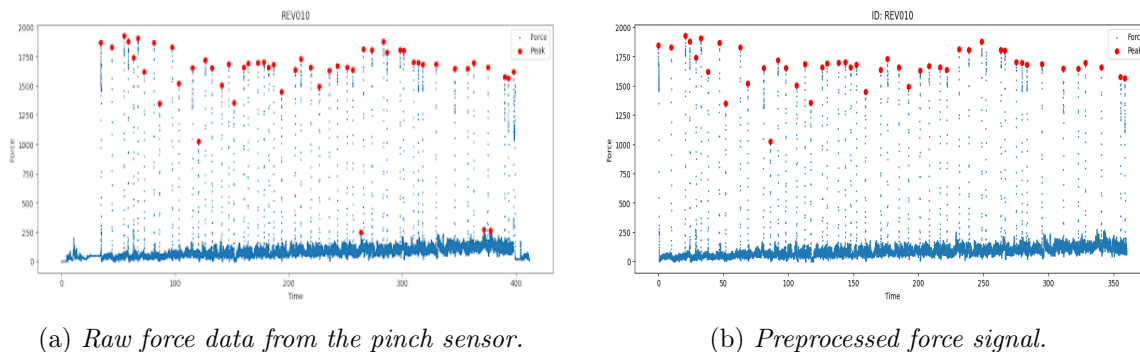 REV010
Force
Peak
2000
1750
1500
1250
1000
750
500
250
0
Force
0
100
200
300
400
Time
(a) Raw force data from the pinch sensor.
ID: REV010
Force
Peak
2000
1750
1500
1250
1000
750
500
250
0
Force
0
50
100
150
200
250
300
350
Time
(b) Preprocessed force signal.